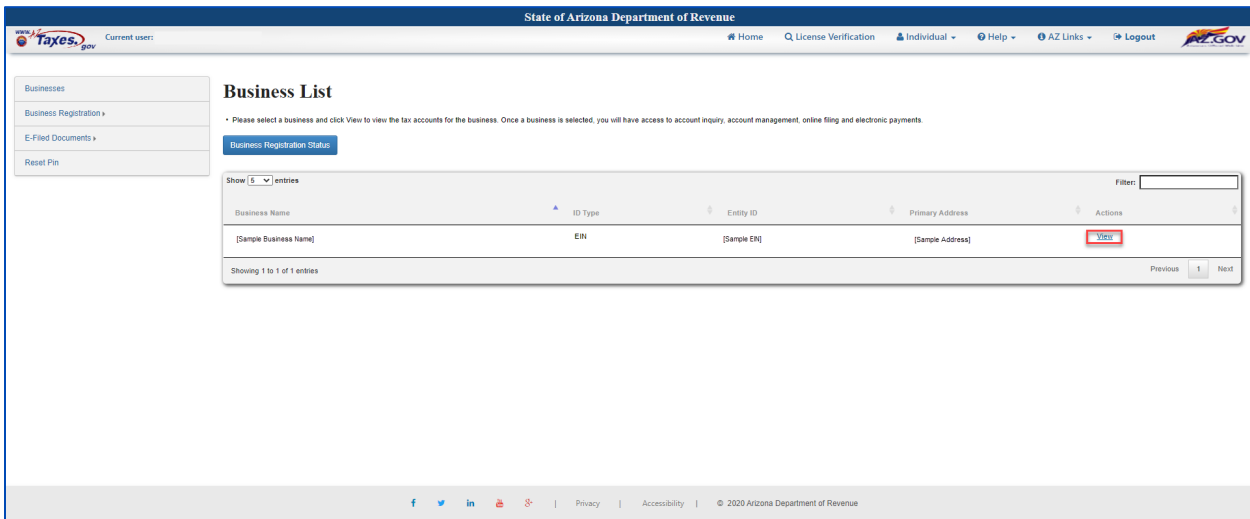 State of Arizona Department of Revenue
www.AZTaxes.gov Current user: Home License Verification Individual Help AZ Links Logout AZ.GOV
Businesses
Business Registration
E-Filed Documents
Reset Pin
Business List
• Please select a business and click View to view the tax accounts for the business. Once a business is selected, you will have access to account inquiry, account management, online filing and electronic payments.
Business Registration Status
Show 5 entries Filter:
Business Name ID Type Entity ID Primary Address Actions
[Sample Business Name] EIN [Sample EIN] [Sample Address] View
Showing 1 to 1 of 1 entries Previous 1 Next
| Privacy | Accessibility | © 2020 Arizona Department of Revenue